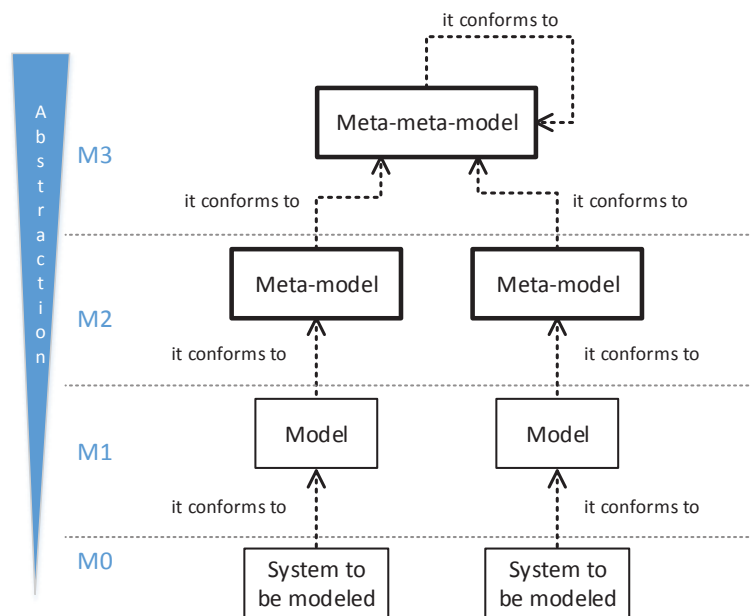 it conforms to
Abstraction
Meta-meta-model
M3
it conforms to
it conforms to
Meta-model
Meta-model
M2
it conforms to
it conforms to
Model
Model
M1
it conforms to
it conforms to
M0
System to
be modeled
System to
be modeled